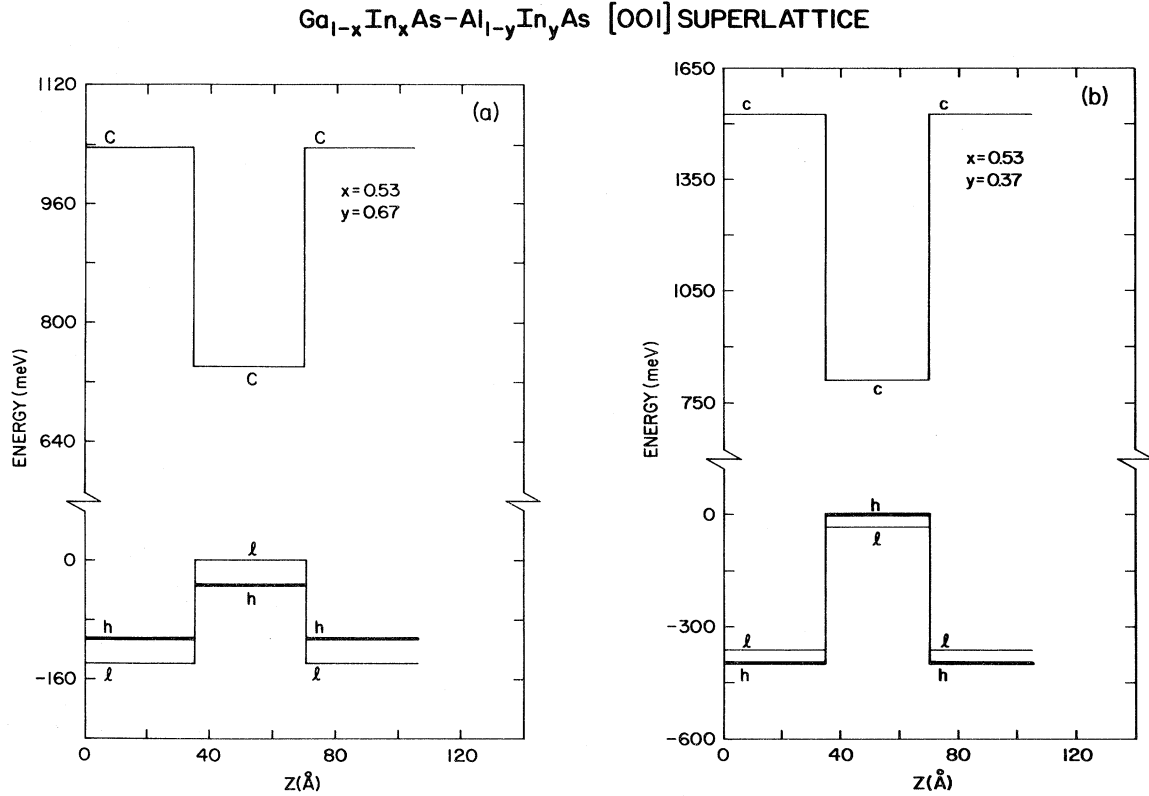 Ga1-xInxAs-Al1-yInyAs [001] SUPERLATTICE
(a)
1120
960
800
640
0
-160
ENERGY (meV)
C
C
C
x=0.53
y=0.67
ℓ
h
h
h
ℓ
ℓ
0
40
80
120
Z(Å)
(b)
1650
1350
1050
750
0
-300
-600
ENERGY (meV)
c
c
c
x=0.53
y=0.37
h
ℓ
ℓ
ℓ
h
h
0
40
80
120
Z(Å)